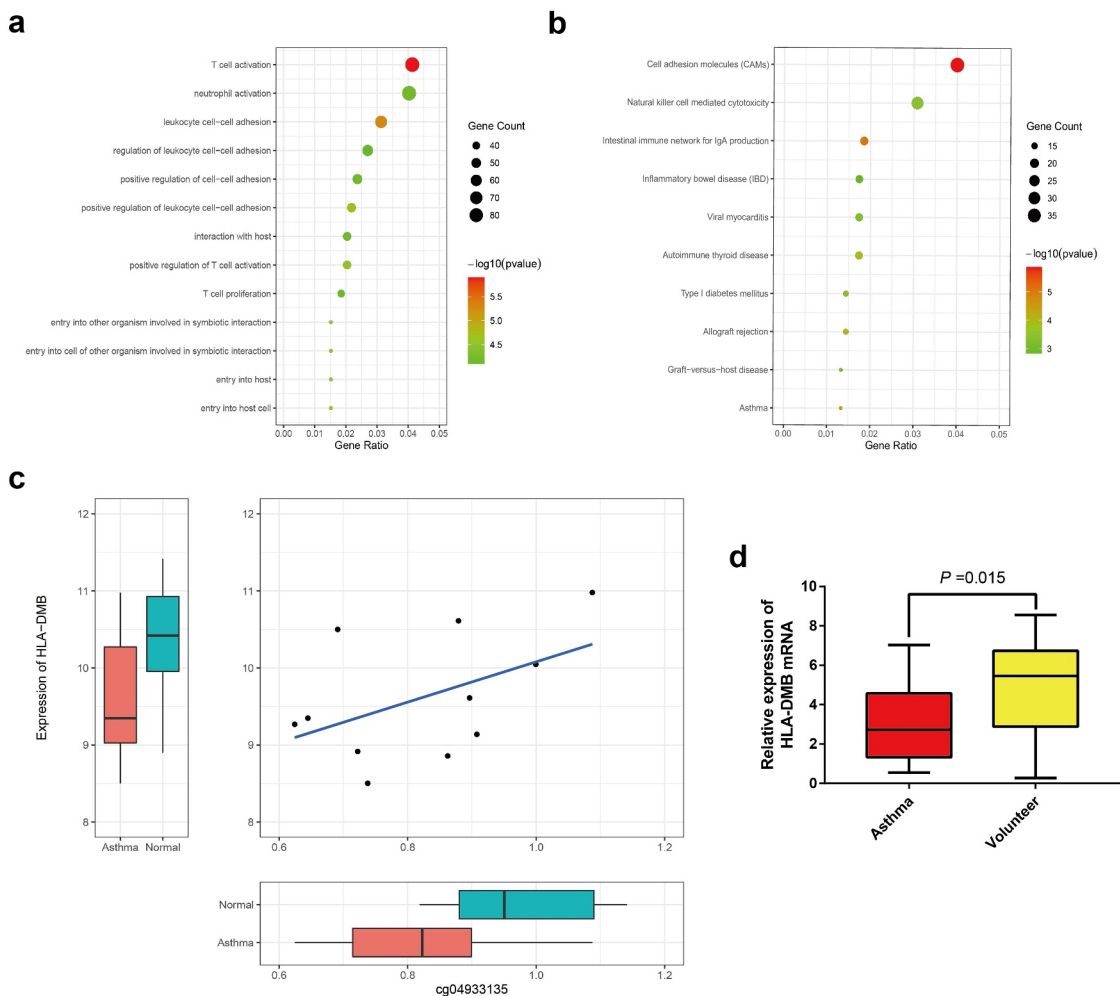 a
T cell activation
neutrophil activation
leukocyte cell−cell adhesion
regulation of leukocyte cell−cell adhesion
positive regulation of cell−cell adhesion
positive regulation of leukocyte cell−cell adhesion
interaction with host
positive regulation of T cell activation
T cell proliferation
entry into other organism involved in symbiotic interaction
entry into cell of other organism involved in symbiotic interaction
entry into host
entry into host cell
0.00 0.01 0.02 0.03 0.04 0.05
Gene Ratio
Gene Count
40
50
60
70
80
−log10(pvalue)
5.5
5.0
4.5
b
Cell adhesion molecules (CAMs)
Natural killer cell mediated cytotoxicity
Intestinal immune network for IgA production
Inflammatory bowel disease (IBD)
Viral myocarditis
Autoimmune thyroid disease
Type I diabetes mellitus
Allograft rejection
Graft−versus−host disease
Asthma
0.00 0.01 0.02 0.03 0.04 0.05
Gene Ratio
Gene Count
15
20
25
30
35
−log10(pvalue)
5
4
3
c
Expression of HLA−DMB
12
11
10
9
8
Asthma Normal
12
11
10
9
8
0.6 0.8 1.0 1.2
Normal
Asthma
0.6 0.8 1.0 1.2
cg04933135
d
P =0.015
Relative expression of
HLA-DMB mRNA
10
8
6
4
2
0
Asthma
Volunteer